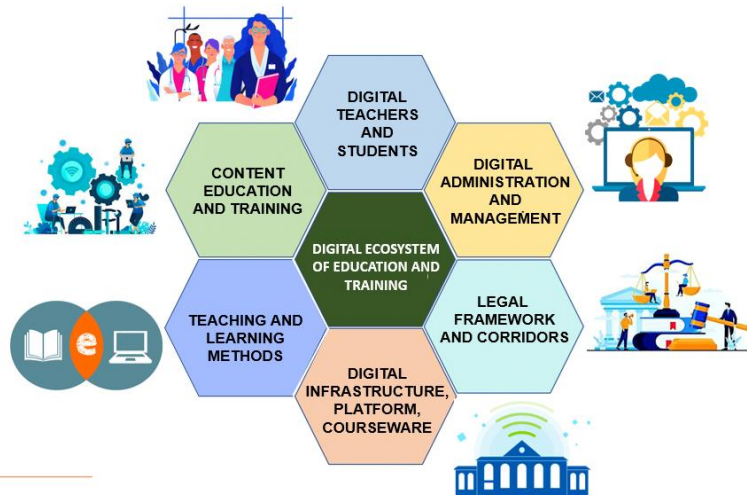 DIGITAL
TEACHERS
AND
STUDENTS
CONTENT
EDUCATION
AND TRAINING
DIGITAL
ADMINISTRATION
AND
MANAGEMENT
DIGITAL ECOSYSTEM
OF EDUCATION AND
TRAINING
TEACHING AND
LEARNING
METHODS
LEGAL
FRAMEWORK
AND CORRIDORS
DIGITAL
INFRASTRUCTURE,
PLATFORM,
COURSEWARE
e